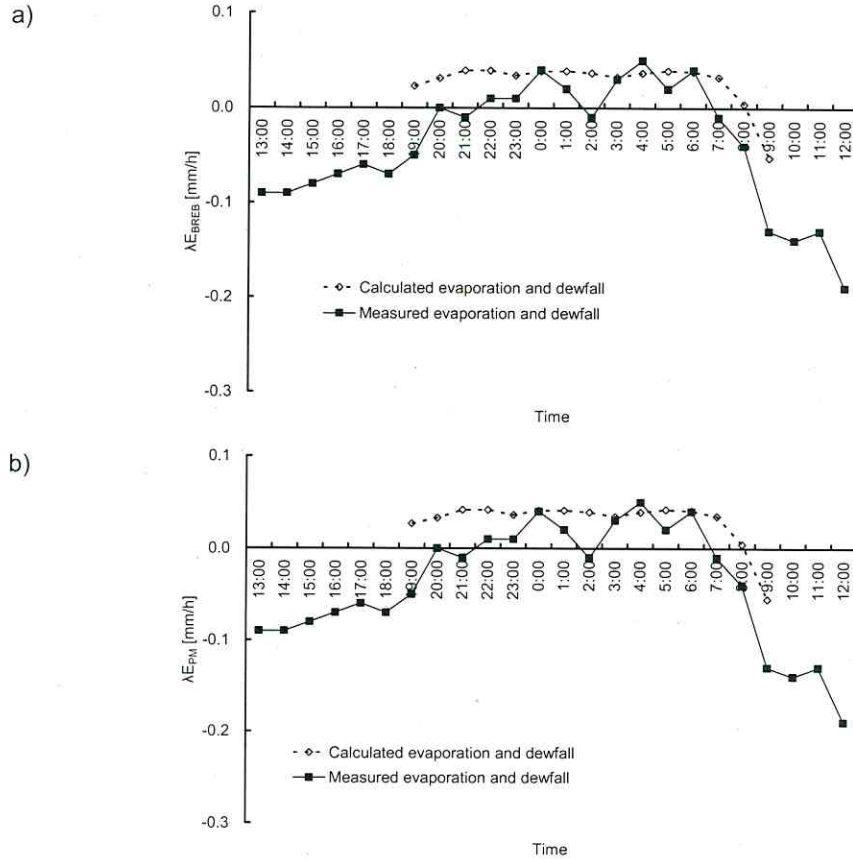 a)
0.1
0.0
-0.1
-0.2
-0.3
λE_BREB [mm/h]
13:00 14:00 15:00 16:00 17:00 18:00 19:00 20:00 21:00 22:00 23:00 0:00 1:00 2:00 3:00 4:00 5:00 6:00 7:00 8:00 9:00 10:00 11:00 12:00
Calculated evaporation and dewfall
Measured evaporation and dewfall
Time
b)
0.1
0.0
-0.1
-0.2
-0.3
λE_PM [mm/h]
13:00 14:00 15:00 16:00 17:00 18:00 19:00 20:00 21:00 22:00 23:00 0:00 1:00 2:00 3:00 4:00 5:00 6:00 7:00 8:00 9:00 10:00 11:00 12:00
Calculated evaporation and dewfall
Measured evaporation and dewfall
Time